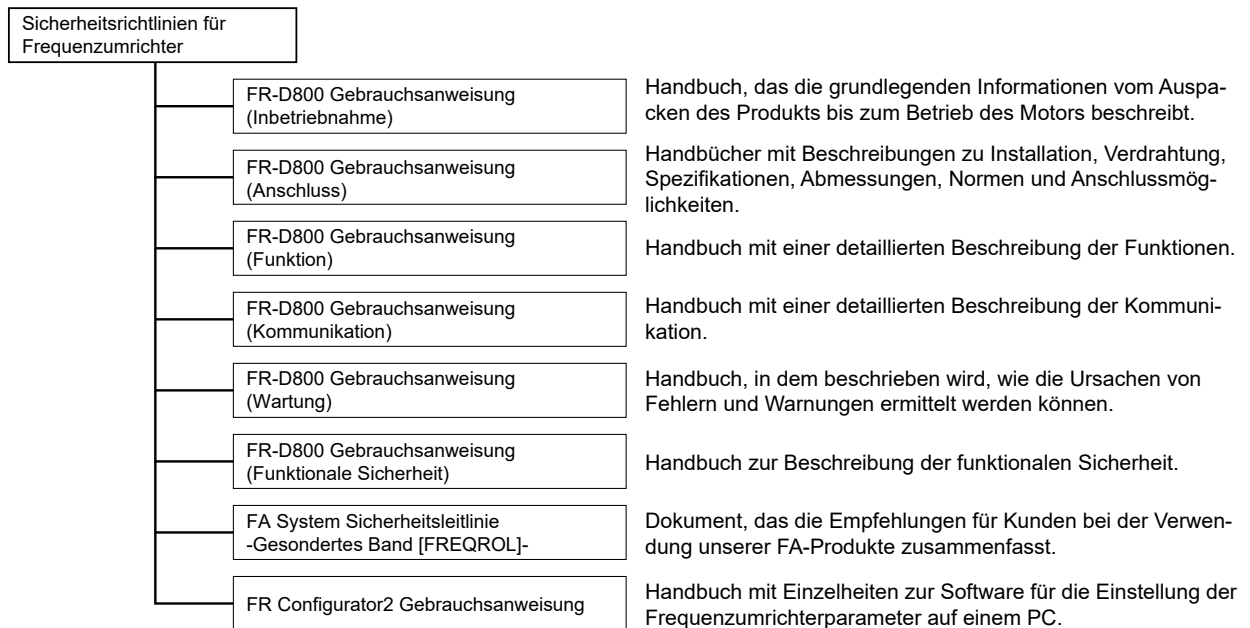 Sicherheitsrichtlinien für
Frequenzumrichter
FR-D800 Gebrauchsanweisung
(Inbetriebnahme)
Handbuch, das die grundlegenden Informationen vom Auspa-
cken des Produkts bis zum Betrieb des Motors beschreibt.
FR-D800 Gebrauchsanweisung
(Anschluss)
Handbücher mit Beschreibungen zu Installation, Verdrahtung,
Spezifikationen, Abmessungen, Normen und Anschlussmög-
lichkeiten.
FR-D800 Gebrauchsanweisung
(Funktion)
Handbuch mit einer detaillierten Beschreibung der Funktionen.
FR-D800 Gebrauchsanweisung
(Kommunikation)
Handbuch mit einer detaillierten Beschreibung der Kommuni-
kation.
FR-D800 Gebrauchsanweisung
(Wartung)
Handbuch, in dem beschrieben wird, wie die Ursachen von
Fehlern und Warnungen ermittelt werden können.
FR-D800 Gebrauchsanweisung
(Funktionale Sicherheit)
Handbuch zur Beschreibung der funktionalen Sicherheit.
FA System Sicherheitsleitlinie
-Gesondertes Band [FREQROL]-
Dokument, das die Empfehlungen für Kunden bei der Verwen-
dung unserer FA-Produkte zusammenfasst.
FR Configurator2 Gebrauchsanweisung
Handbuch mit Einzelheiten zur Software für die Einstellung der
Frequenzumrichterparameter auf einem PC.